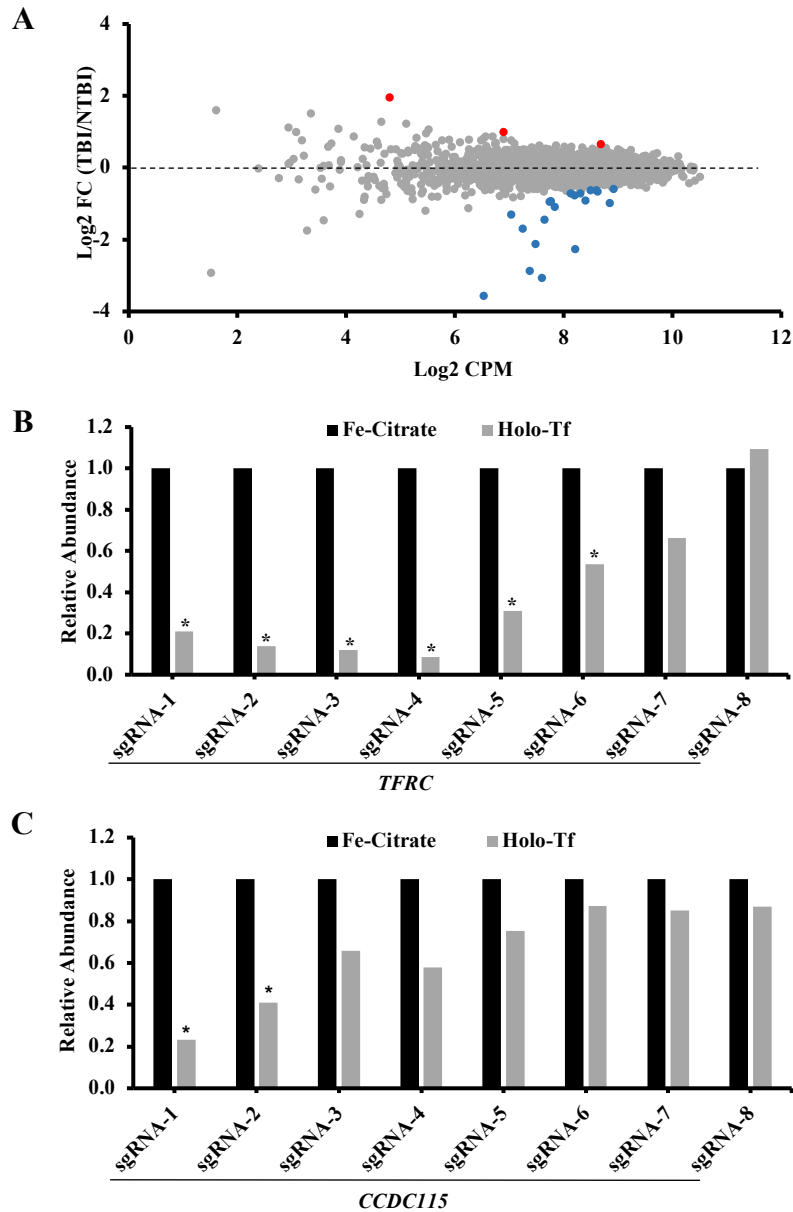 A
Log2 FC (TBI/NTBI)
4
2
0
-2
-4
0 2 4 6 8 10 12
Log2 CPM
B
Relative Abundance
Fe-Citrate Holo-Tf
1.2
1.0
0.8
0.6
0.4
0.2
0.0
* * * * * *
sgRNA-1 sgRNA-2 sgRNA-3 sgRNA-4 sgRNA-5 sgRNA-6 sgRNA-7 sgRNA-8
TFRC
C
Relative Abundance
Fe-Citrate Holo-Tf
1.2
1.0
0.8
0.6
0.4
0.2
0.0
* *
sgRNA-1 sgRNA-2 sgRNA-3 sgRNA-4 sgRNA-5 sgRNA-6 sgRNA-7 sgRNA-8
CCDC115